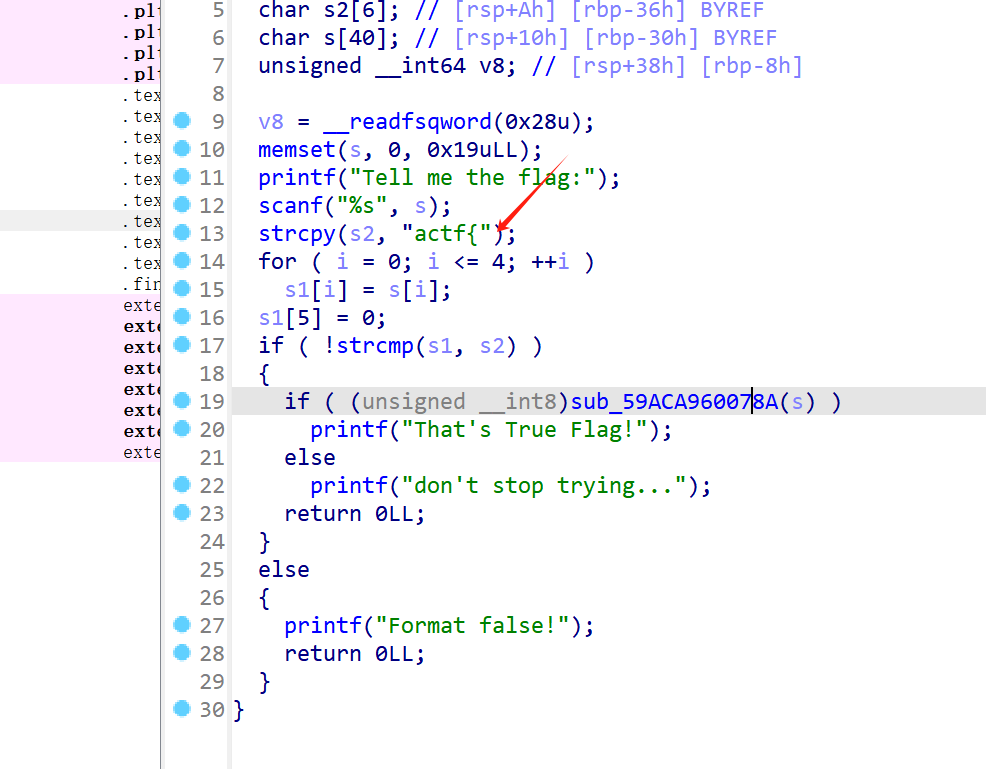 .plt
.plt
.plt
.plt
.tex
.tex
.tex
.tex
.tex
.tex
.tex
.tex
.tex
.fin
exte
exte
exte
exte
exte
exte
exte
exte
5 char s2[6]; // [rsp+Ah] [rbp-36h] BYREF
6 char s[40]; // [rsp+10h] [rbp-30h] BYREF
7 unsigned __int64 v8; // [rsp+38h] [rbp-8h]
8
9 v8 = __readfsqword(0x28u);
10 memset(s, 0, 0x19uLL);
11 printf("Tell me the flag:");
12 scanf("%s", s);
13 strcpy(s2, "actf{");
14 for ( i = 0; i <= 4; ++i )
15 s1[i] = s[i];
16 s1[5] = 0;
17 if ( !strcmp(s1, s2) )
18 {
19 if ( (unsigned __int8)sub_59ACA960078A(s) )
20 printf("That's True Flag!");
21 else
22 printf("don't stop trying...");
23 return 0LL;
24 }
25 else
26 {
27 printf("Format false!");
28 return 0LL;
29 }
30 }